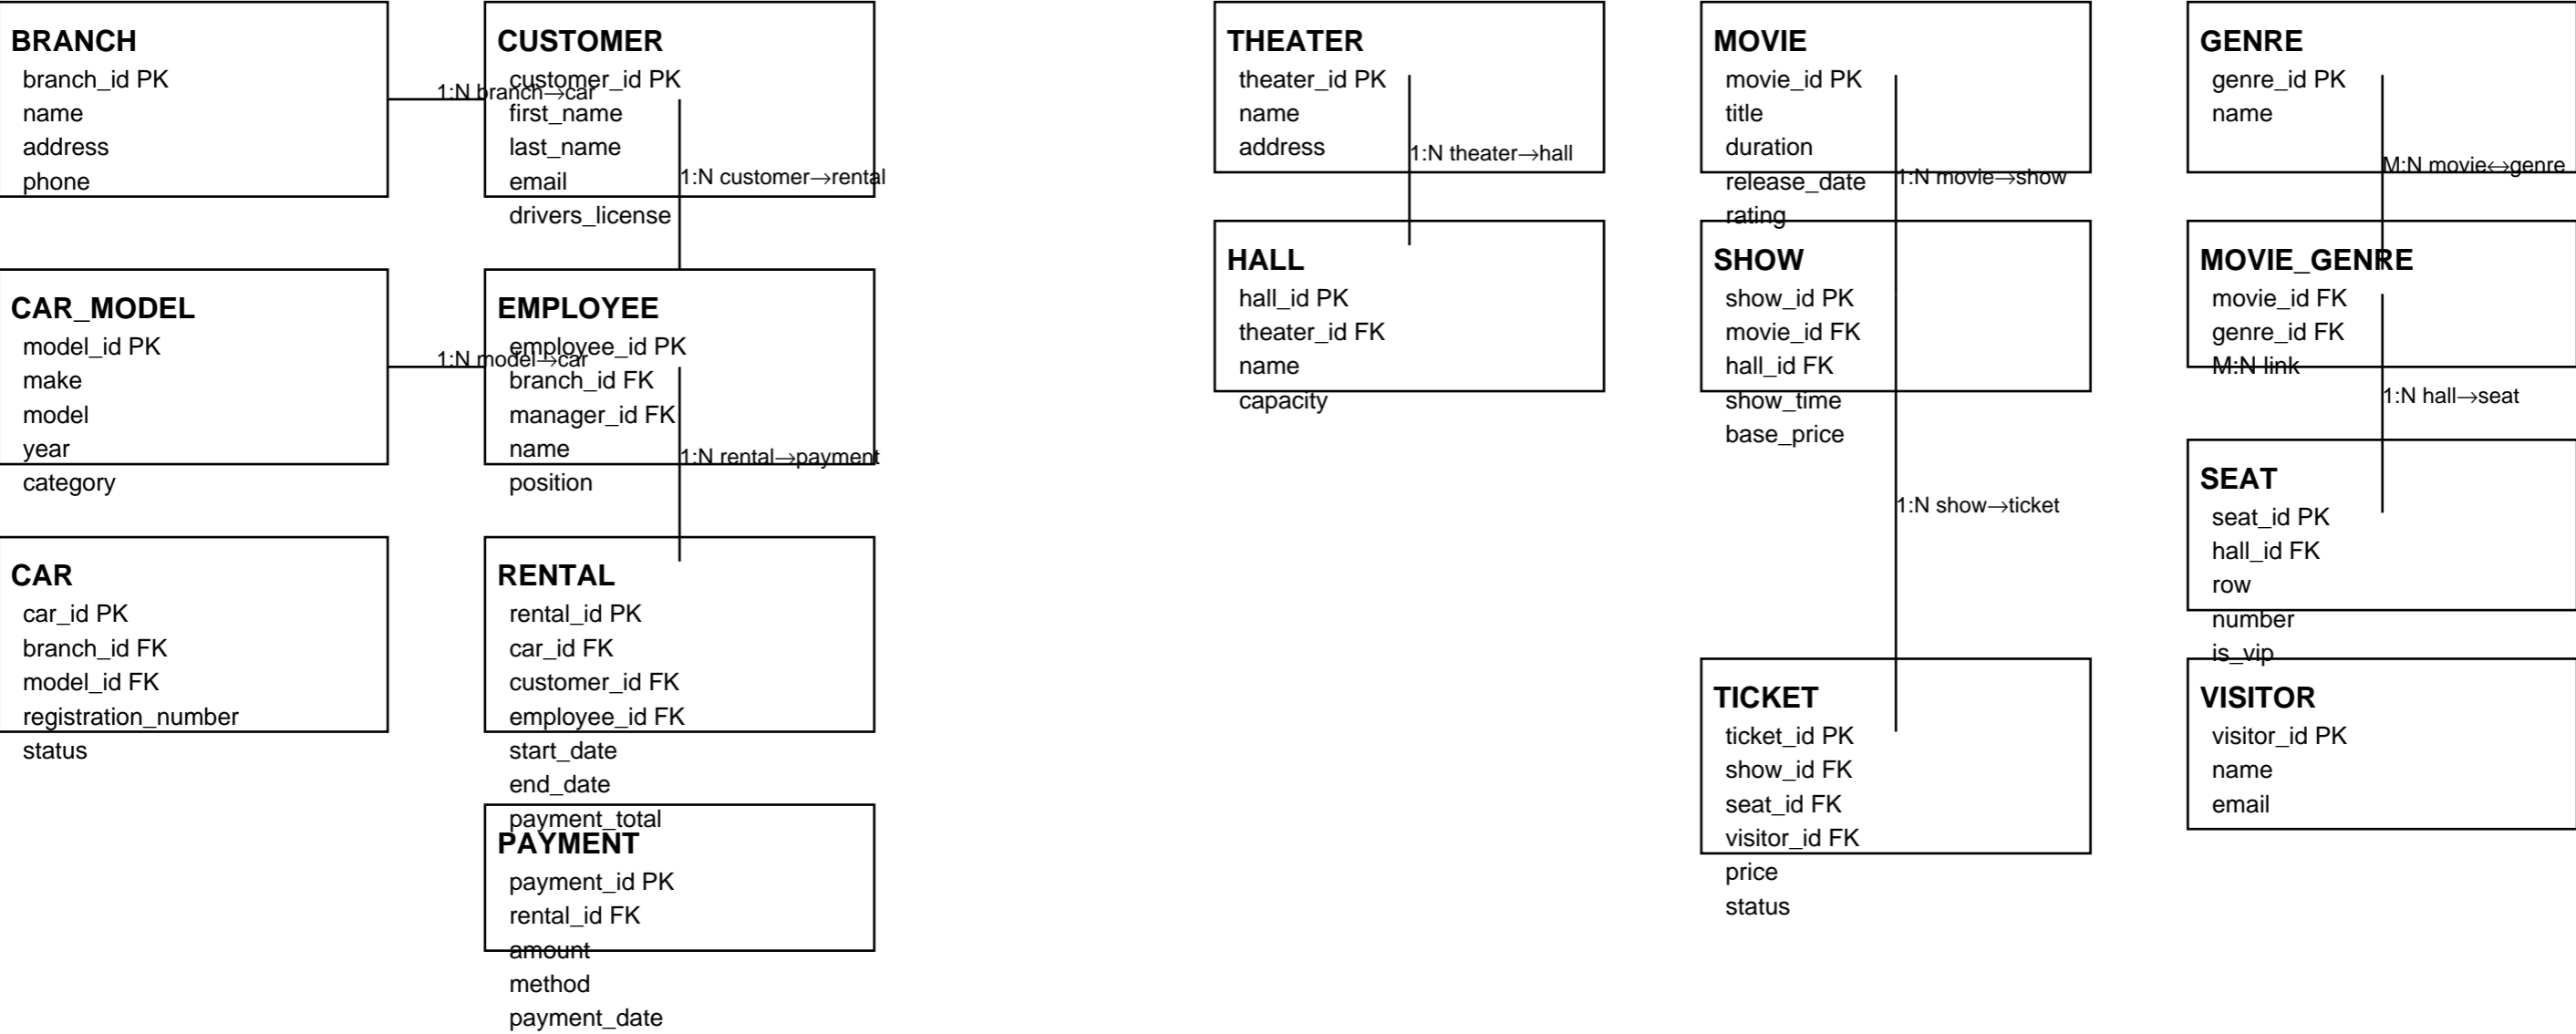 BRANCH
branch_id PK
name
address
phone
1:N branch→car
CUSTOMER
customer_id PK
first_name
last_name
email
drivers_license
1:N customer→rental
CAR_MODEL
model_id PK
make
model
year
category
1:N model→car
EMPLOYEE
employee_id PK
branch_id FK
manager_id FK
name
position
1:N rental→payment
CAR
car_id PK
branch_id FK
model_id FK
registration_number
status
RENTAL
rental_id PK
car_id FK
customer_id FK
employee_id FK
start_date
end_date
payment_total
PAYMENT
payment_id PK
rental_id FK
amount
method
payment_date
THEATER
theater_id PK
name
address
1:N theater→hall
HALL
hall_id PK
theater_id FK
name
capacity
MOVIE
movie_id PK
title
duration
release_date
rating
1:N movie→show
SHOW
show_id PK
movie_id FK
hall_id FK
show_time
base_price
1:N show→ticket
TICKET
ticket_id PK
show_id FK
seat_id FK
visitor_id FK
price
status
GENRE
genre_id PK
name
M:N movie↔genre
MOVIE_GENRE
movie_id FK
genre_id FK
M:N link
1:N hall→seat
SEAT
seat_id PK
hall_id FK
row
number
is_vip
VISITOR
visitor_id PK
name
email